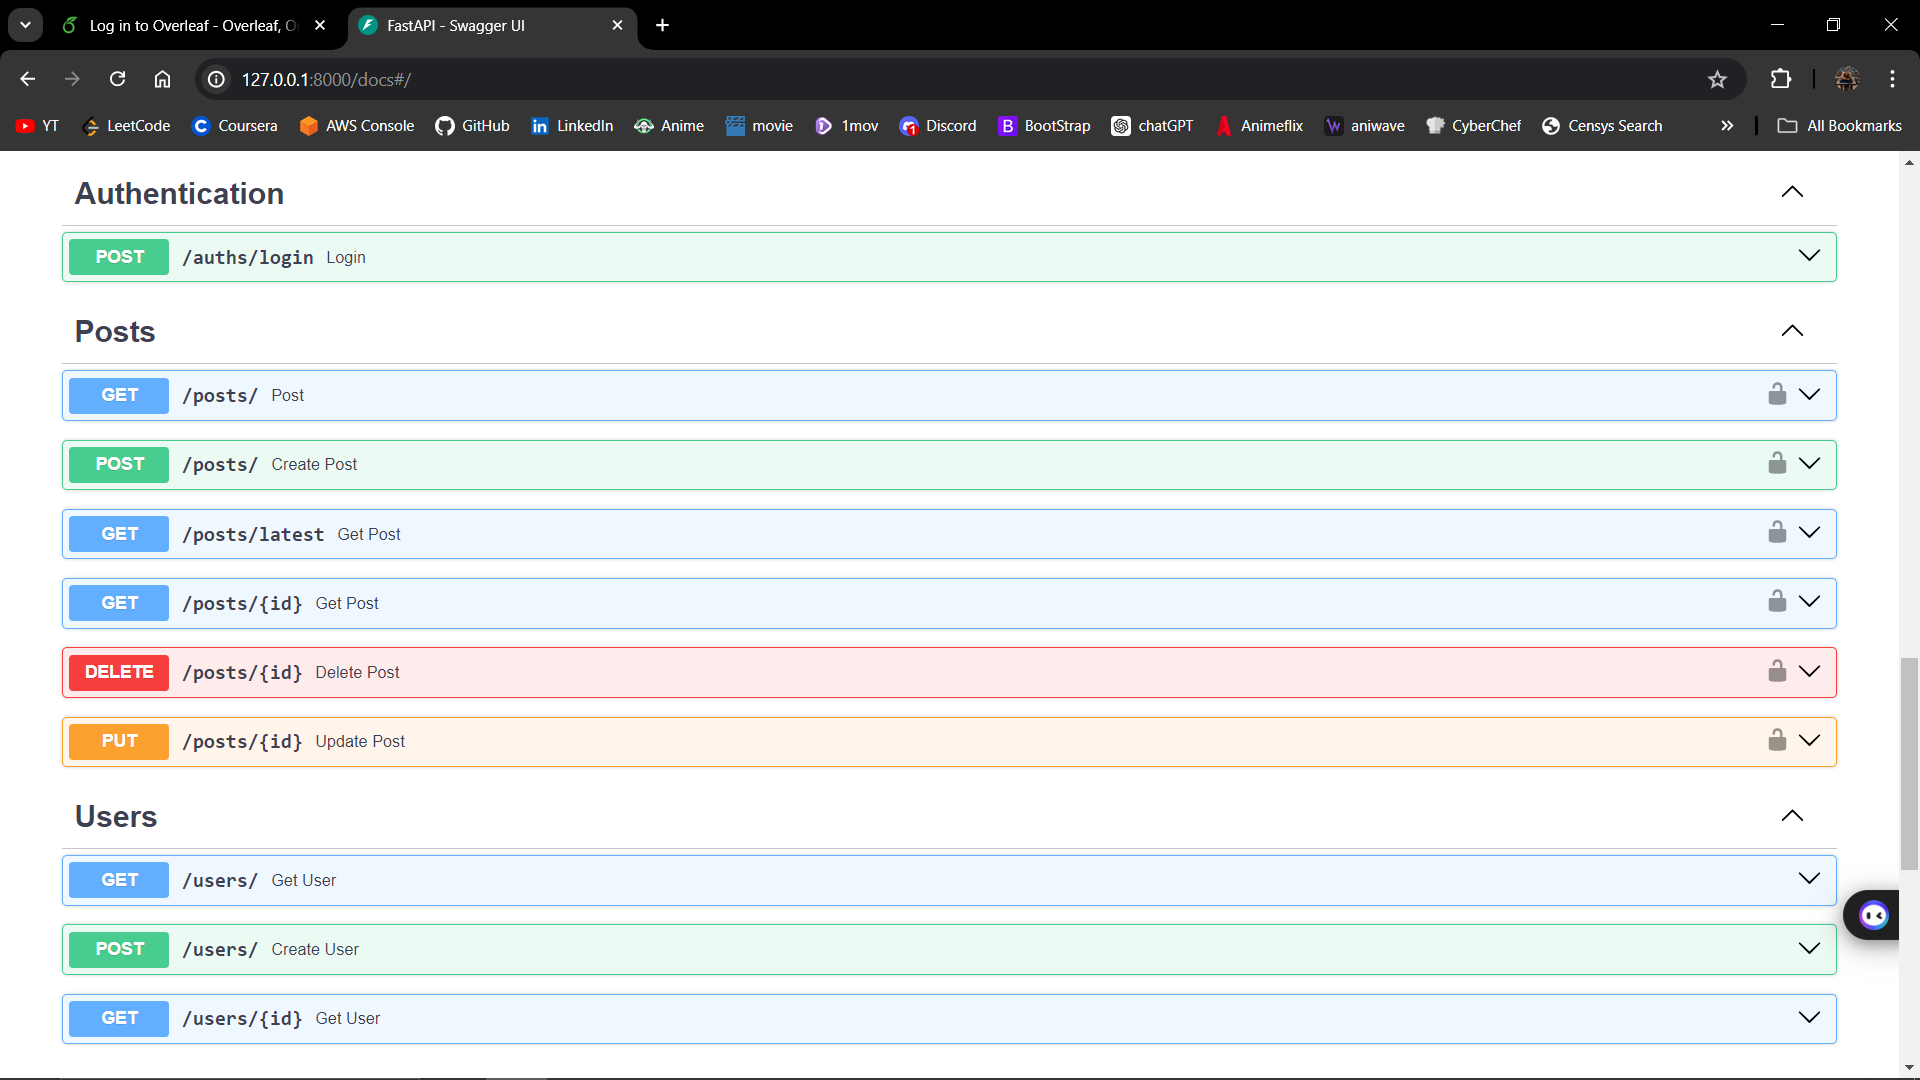 Log in to Overleaf - Overleaf, O
FastAPI - Swagger UI
127.0.0.1:8000/docs#/
YT LeetCode Coursera AWS Console GitHub LinkedIn Anime movie 1mov Discord BootStrap chatGPT Animeflix aniwave CyberChef Censys Search » All Bookmarks
Authentication
POST /auths/login Login
Posts
GET /posts/ Post
POST /posts/ Create Post
GET /posts/latest Get Post
GET /posts/{id} Get Post
DELETE /posts/{id} Delete Post
PUT /posts/{id} Update Post
Users
GET /users/ Get User
POST /users/ Create User
GET /users/{id} Get User